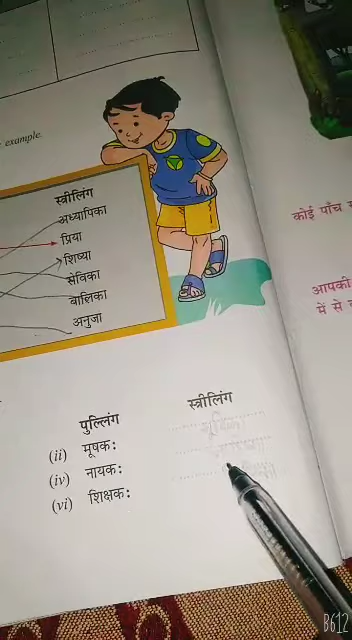 example.
स्त्रीलिंग
अध्यापिका
प्रिया
शिष्या
सेविका
बालिका
अनुजा
कोई पाँच
आपकी
में से
पुल्लिंग स्त्रीलिंग
(ii) मूषक:
(iv) नायक:
(vi) शिक्षक:
B612